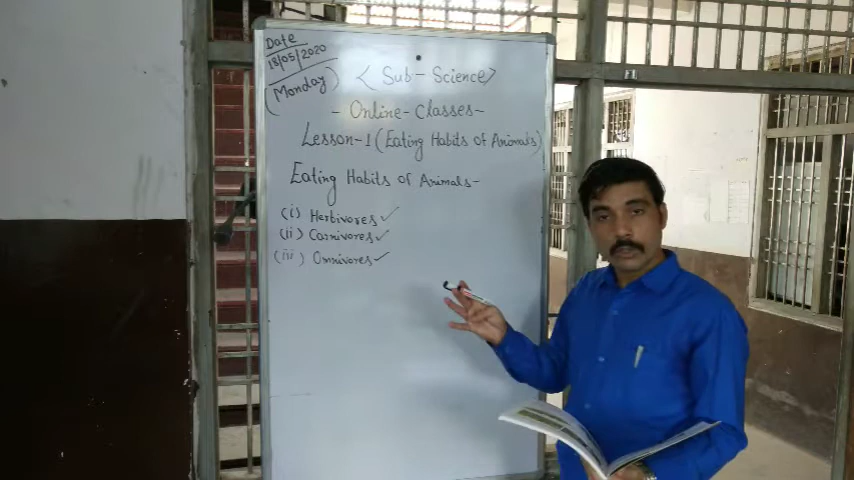 Date
18/05/2020
(Monday)
< Sub - Science >
- Online - Classes -
Lesson-1 (Eating Habits of Animals)
Eating Habits of Animals -
(i) Herbivores ✓
(ii) Carnivores ✓
(iii) Omnivores ✓